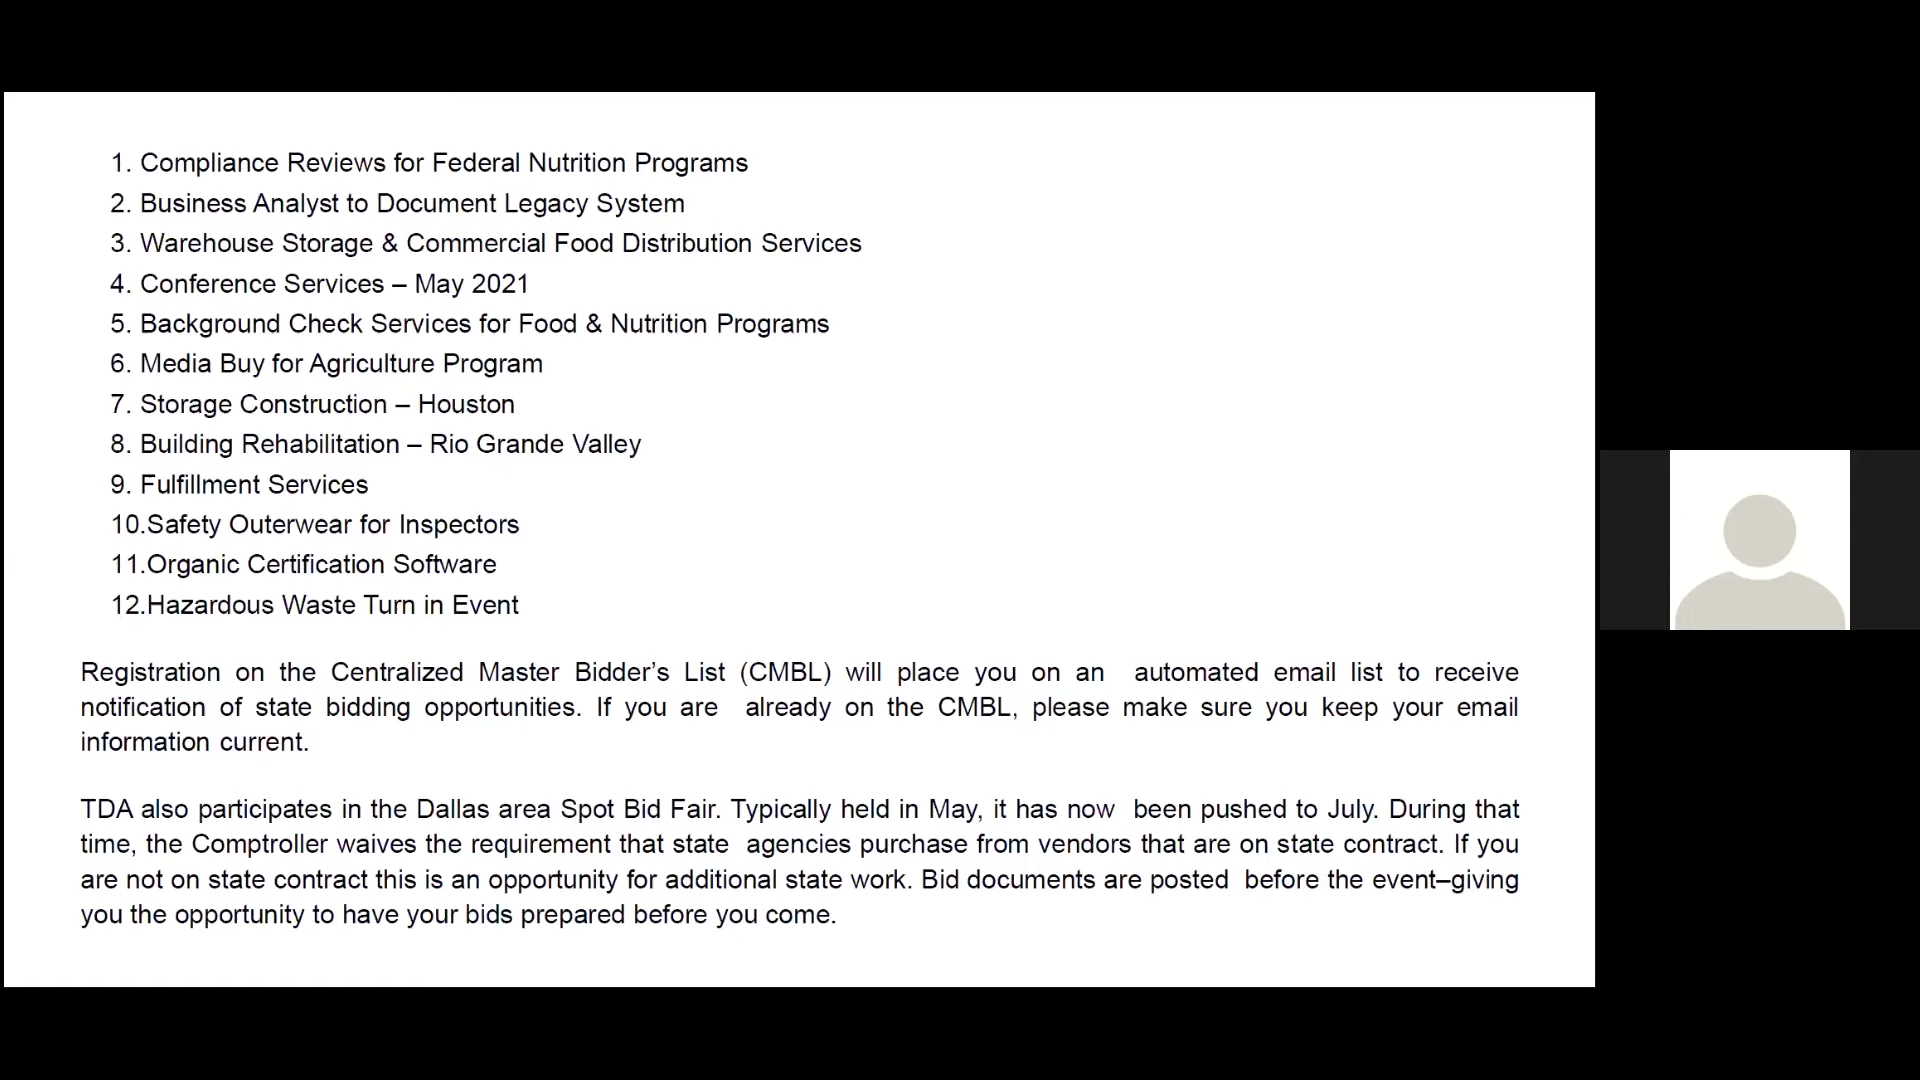 1. Compliance Reviews for Federal Nutrition Programs
2. Business Analyst to Document Legacy System
3. Warehouse Storage & Commercial Food Distribution Services
4. Conference Services – May 2021
5. Background Check Services for Food & Nutrition Programs
6. Media Buy for Agriculture Program
7. Storage Construction – Houston
8. Building Rehabilitation – Rio Grande Valley
9. Fulfillment Services
10.Safety Outerwear for Inspectors
11.Organic Certification Software
12.Hazardous Waste Turn in Event
Registration on the Centralized Master Bidder’s List (CMBL) will place you on an automated email list to receive
notification of state bidding opportunities. If you are already on the CMBL, please make sure you keep your email
information current.
TDA also participates in the Dallas area Spot Bid Fair. Typically held in May, it has now been pushed to July. During that
time, the Comptroller waives the requirement that state agencies purchase from vendors that are on state contract. If you
are not on state contract this is an opportunity for additional state work. Bid documents are posted before the event–giving
you the opportunity to have your bids prepared before you come.